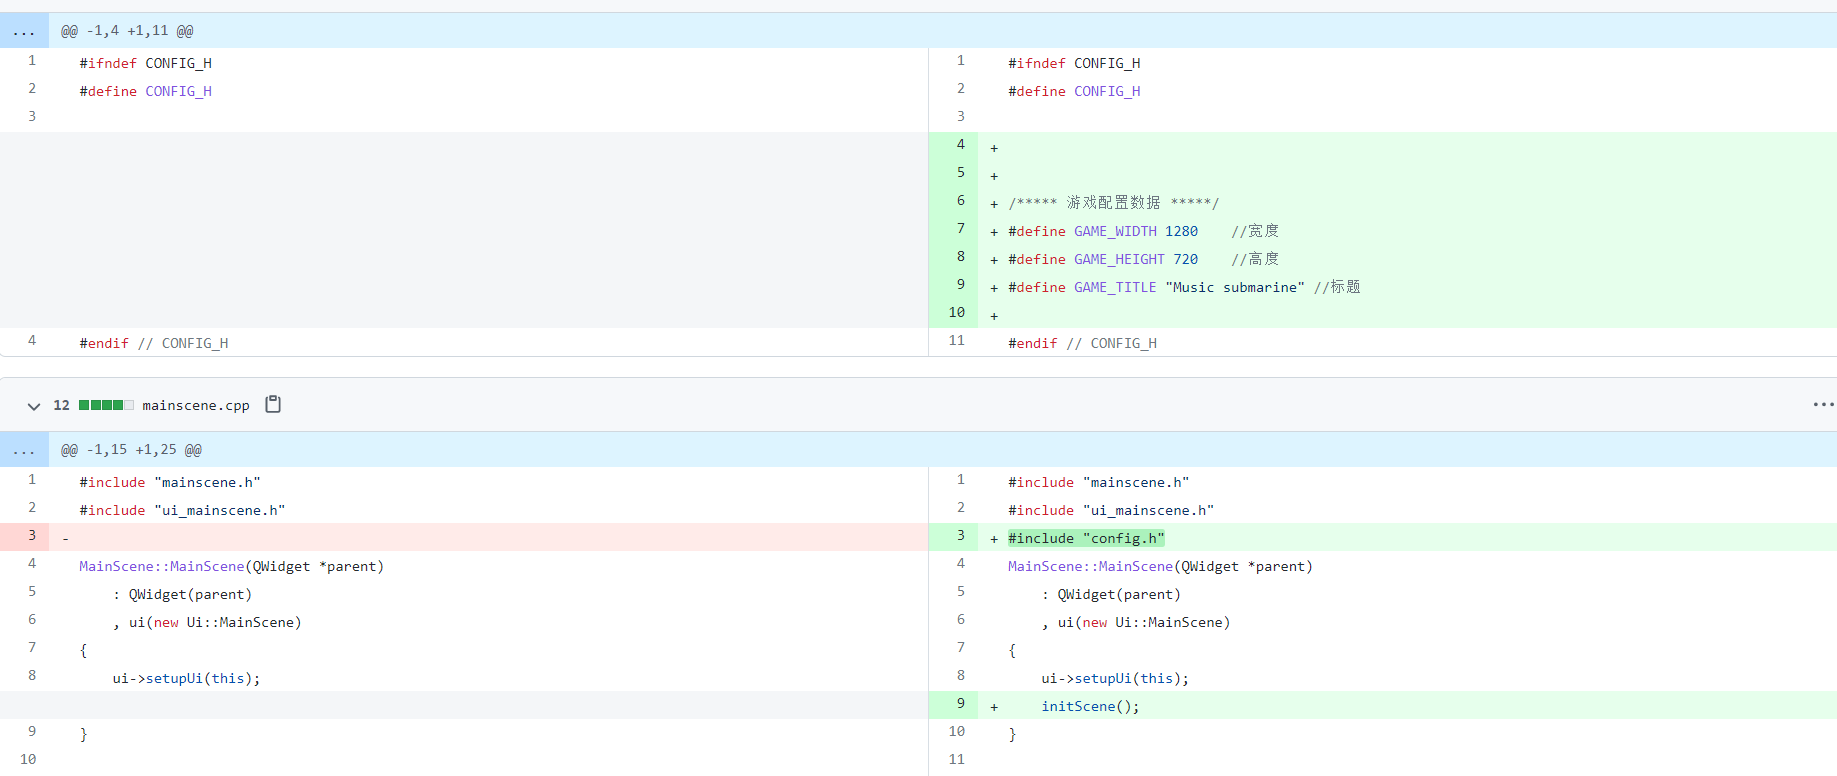 ... @@ -1,4 +1,11 @@
1 #ifndef CONFIG_H 1 #ifndef CONFIG_H
2 #define CONFIG_H 2 #define CONFIG_H
3 3
4 +
5 +
6 + /***** 游戏配置数据 *****/
7 + #define GAME_WIDTH 1280    //宽度
8 + #define GAME_HEIGHT 720    //高度
9 + #define GAME_TITLE "Music submarine" //标题
10 +
4 #endif // CONFIG_H 11 #endif // CONFIG_H
12 mainscene.cpp ...
... @@ -1,15 +1,25 @@
1 #include "mainscene.h" 1 #include "mainscene.h"
2 #include "ui_mainscene.h" 2 #include "ui_mainscene.h"
3 - 3 + #include "config.h"
4 MainScene::MainScene(QWidget *parent) 4 MainScene::MainScene(QWidget *parent)
5     : QWidget(parent) 5     : QWidget(parent)
6     , ui(new Ui::MainScene) 6     , ui(new Ui::MainScene)
7 { 7 {
8     ui->setupUi(this); 8     ui->setupUi(this);
9 +     initScene();
9 } 10 }
10 11